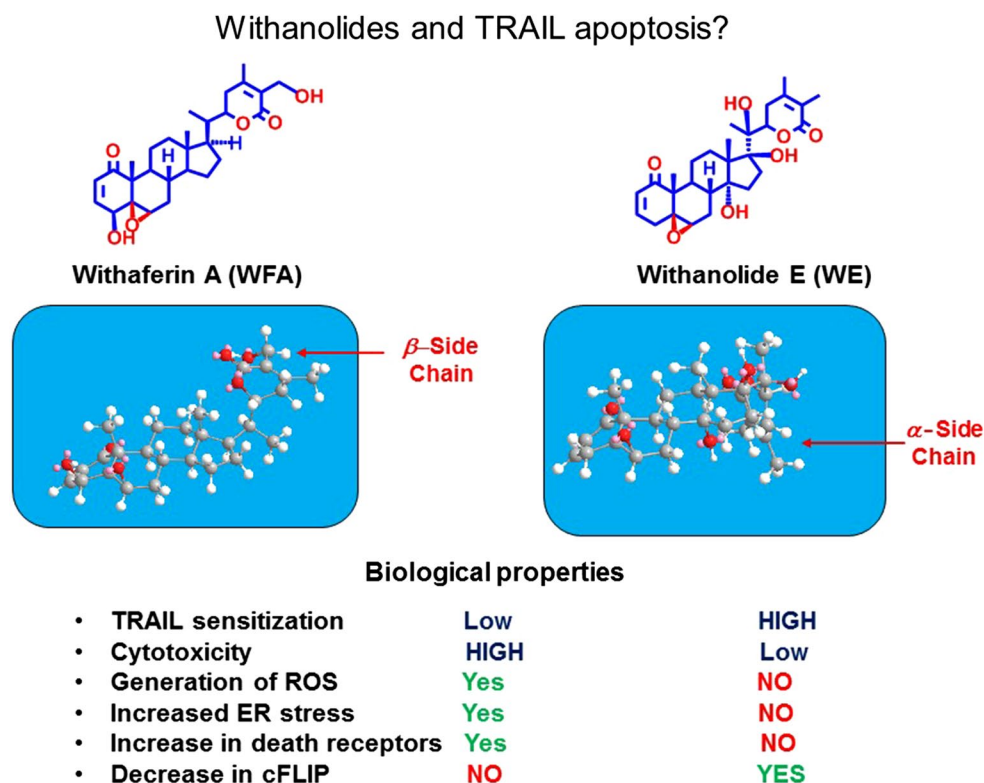 Withanolides and TRAIL apoptosis?
OH
O
O
H
H
O
O
OH
HO
O
O
OH
O
H
OH
O
Withaferin A (WFA)
Withanolide E (WE)
β–Side
Chain
α-Side
Chain
Biological properties
• TRAIL sensitization Low HIGH
• Cytotoxicity HIGH Low
• Generation of ROS Yes NO
• Increased ER stress Yes NO
• Increase in death receptors Yes NO
• Decrease in cFLIP NO YES